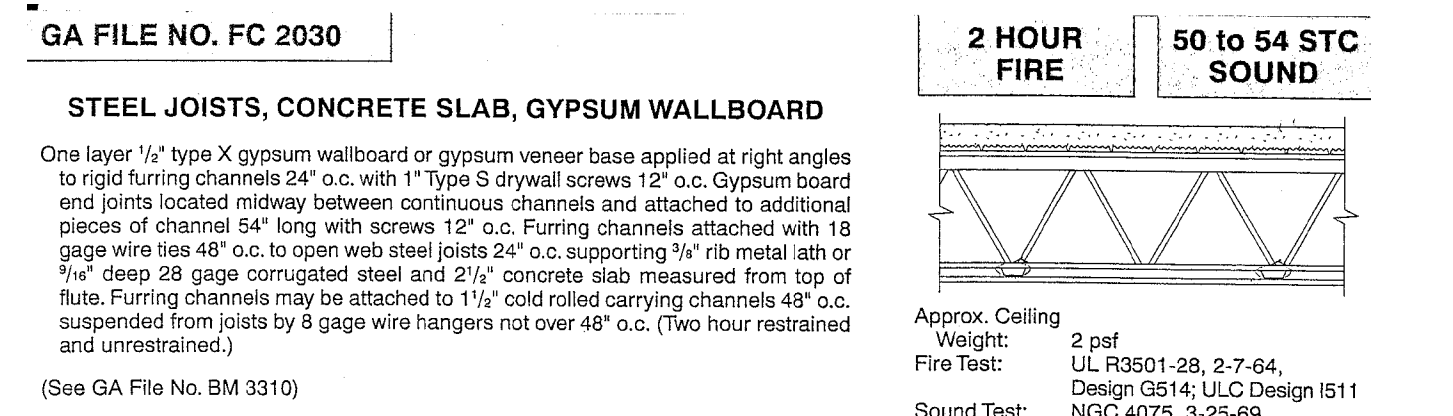 GA FILE NO. FC 2030
2 HOUR
FIRE
50 to 54 STC
SOUND
STEEL JOISTS, CONCRETE SLAB, GYPSUM WALLBOARD
One layer 1/2" type X gypsum wallboard or gypsum veneer base applied at right angles
to rigid furring channels 24" o.c. with 1" Type S drywall screws 12" o.c. Gypsum board
end joints located midway between continuous channels and attached to additional
pieces of channel 54" long with screws 12" o.c. Furring channels attached with 18
gage wire ties 48" o.c. to open web steel joists 24" o.c. supporting 3/8" rib metal lath or
9/16" deep 28 gage corrugated steel and 2 1/2" concrete slab measured from top of
flute. Furring channels may be attached to 1 1/2" cold rolled carrying channels 48" o.c.
suspended from joists by 8 gage wire hangers not over 48" o.c. (Two hour restrained
and unrestrained.)
(See GA File No. BM 3310)
Approx. Ceiling
Weight: 2 psf
Fire Test: UL R3501-28, 2-7-64,
Design G514; ULC Design I511
Sound Test: NGC 4075, 3-25-69